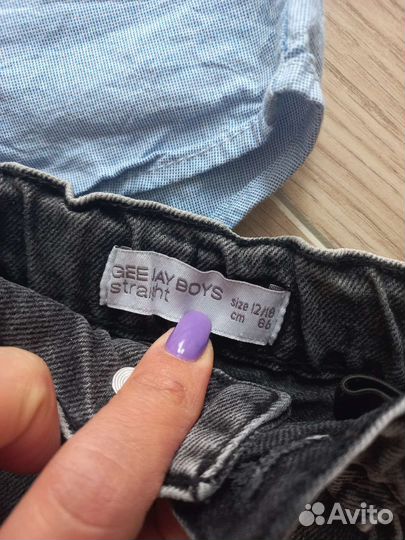 GEE JAY BOYS
straight
size 12/18
cm 86
Avito